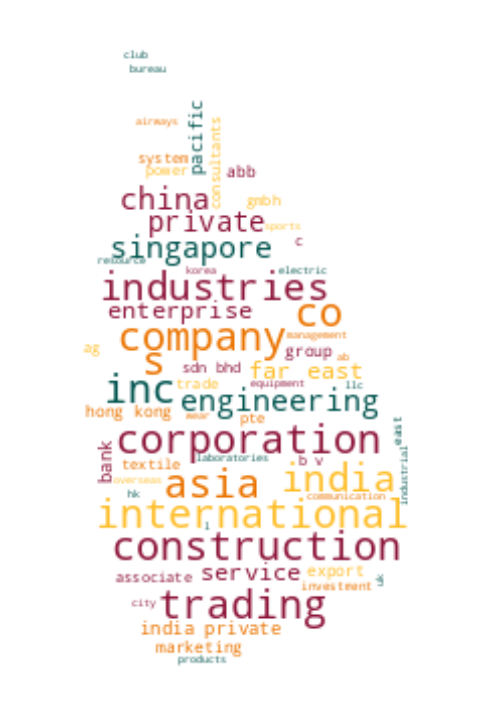 club
bureau
airways
pacific
consultants
system
power
abb
china
gmbh
private
sports
singapore
c
resource
korea
electric
industries
enterprise
co
company
management
ag
s
group
ab
sdn bhd
far east
inc
trade
equipment
llc
engineering
hong kong
wear
pte
east
corporation
bank
laboratories
textile
b v
industrial
asia
india
overseas
hk
communication
international
l
construction
associate
service
export
investment
city
trading
india private
marketing
products